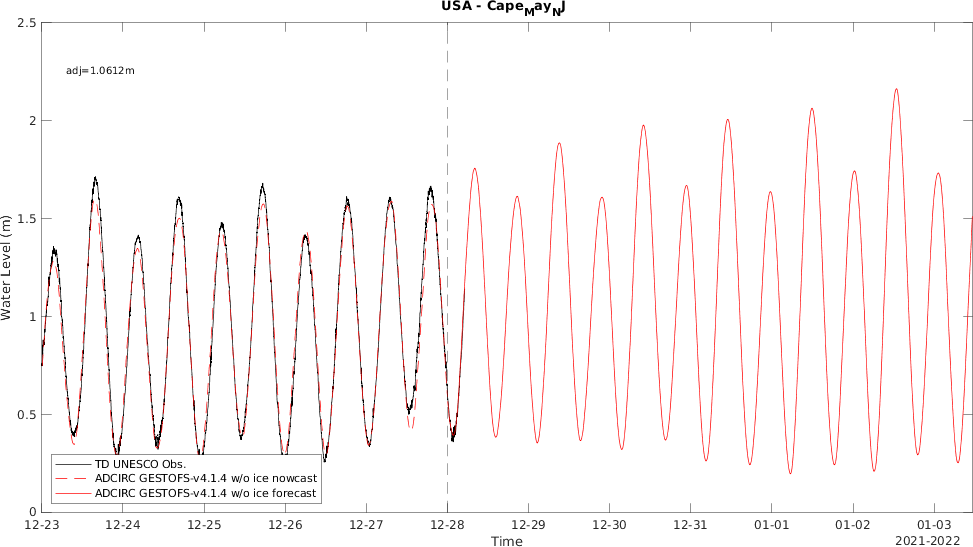 USA - Cape_May_NJ
adj=1.0612m
2.5
2
1.5
1
0.5
0
Water Level (m)
TD UNESCO Obs.
ADCIRC GESTOFS-v4.1.4 w/o ice nowcast
ADCIRC GESTOFS-v4.1.4 w/o ice forecast
12-23 12-24 12-25 12-26 12-27 12-28 12-29 12-30 12-31 01-01 01-02 01-03
Time
2021-2022